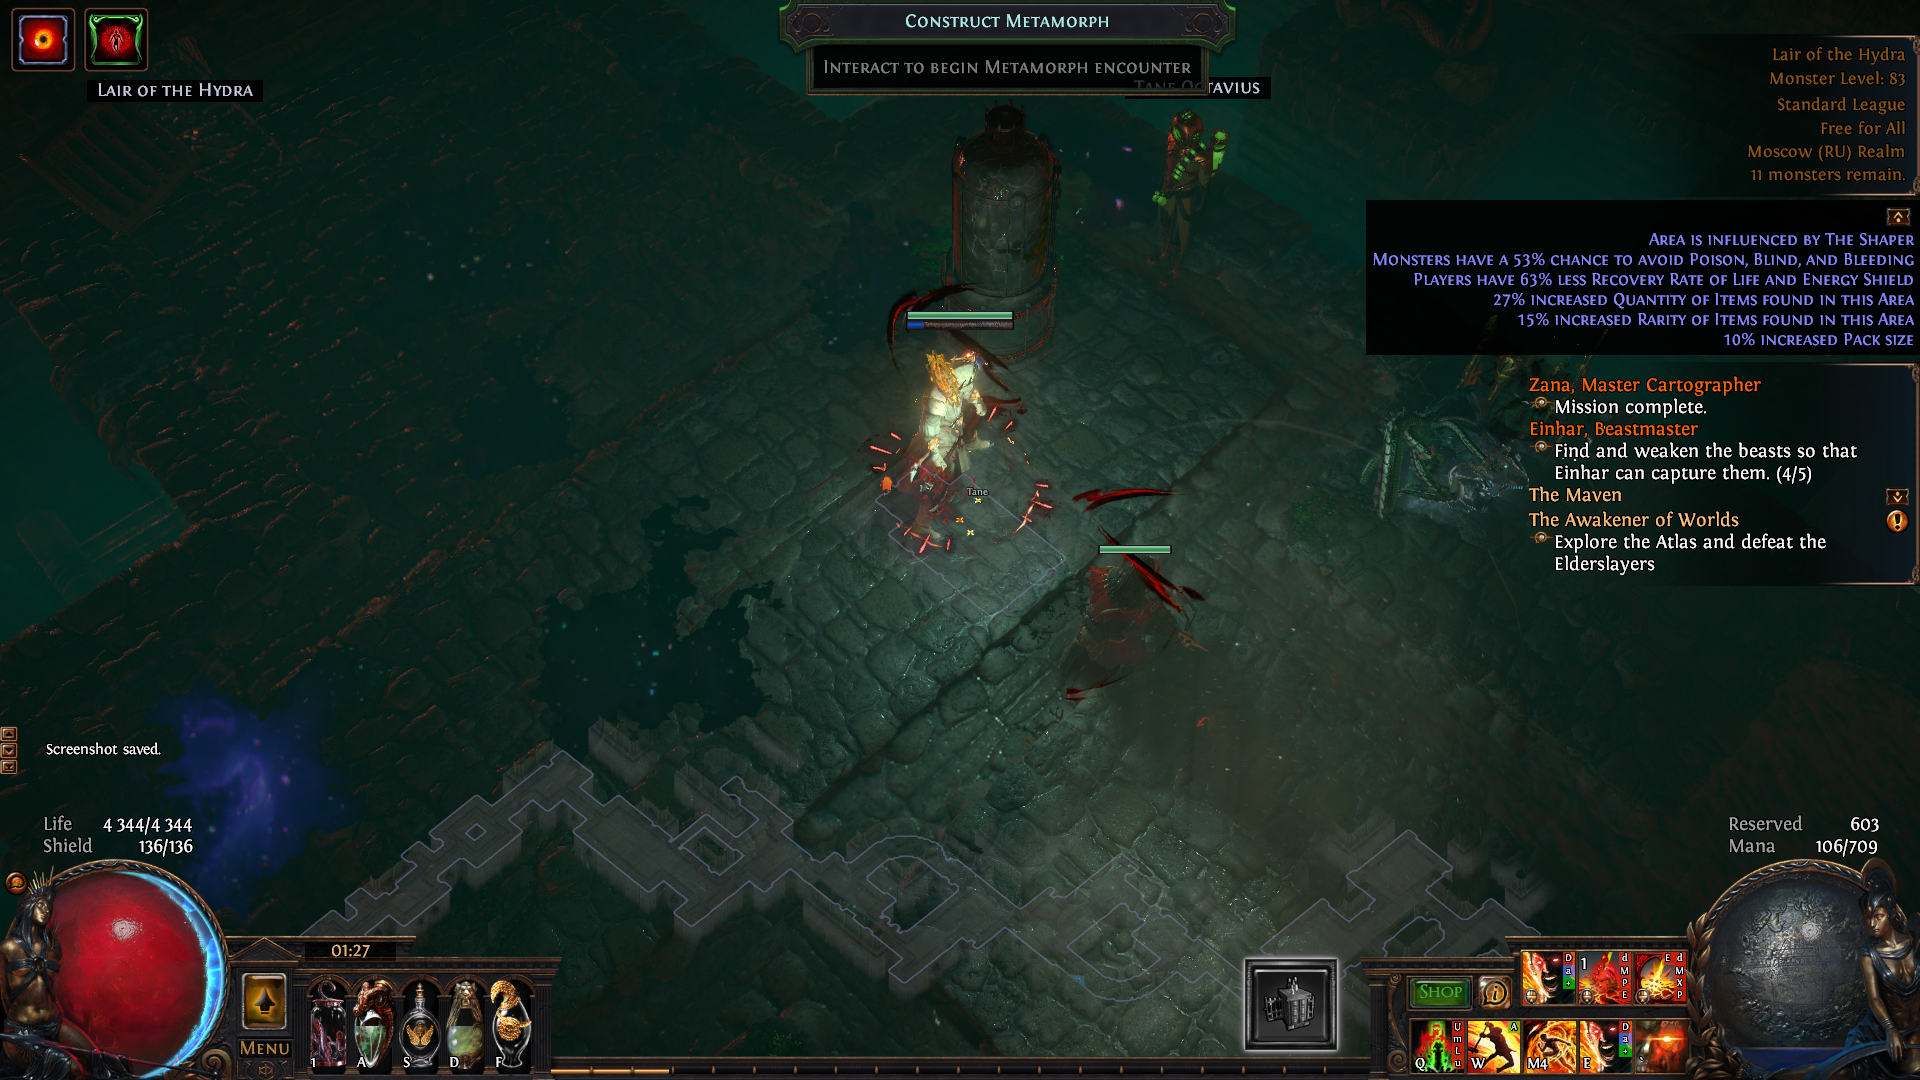 Construct Metamorph
Interact to begin Metamorph encounter
Tane Octavius
Lair of the Hydra
Lair of the Hydra
Monster Level: 83
Standard League
Free for All
Moscow (RU) Realm
11 monsters remain.
Area is influenced by The Shaper
Monsters have a 53% chance to avoid Poison, Blind, and Bleeding
Players have 63% less Recovery Rate of Life and Energy Shield
27% increased Quantity of Items found in this Area
15% increased Rarity of Items found in this Area
10% increased Pack size
Zana, Master Cartographer
Mission complete.
Einhar, Beastmaster
Find and weaken the beasts so that
Einhar can capture them. (4/5)
The Maven
The Awakener of Worlds
Explore the Atlas and defeat the
Elderslayers
Tane
Screenshot saved.
Life 4 344/4 344
Shield 136/136
Reserved 603
Mana 106/709
01:27
Menu
1 A S D F
Shop
D a +
1 d M P E
E d M X P
Q U m L u
W A
M4
E D a +